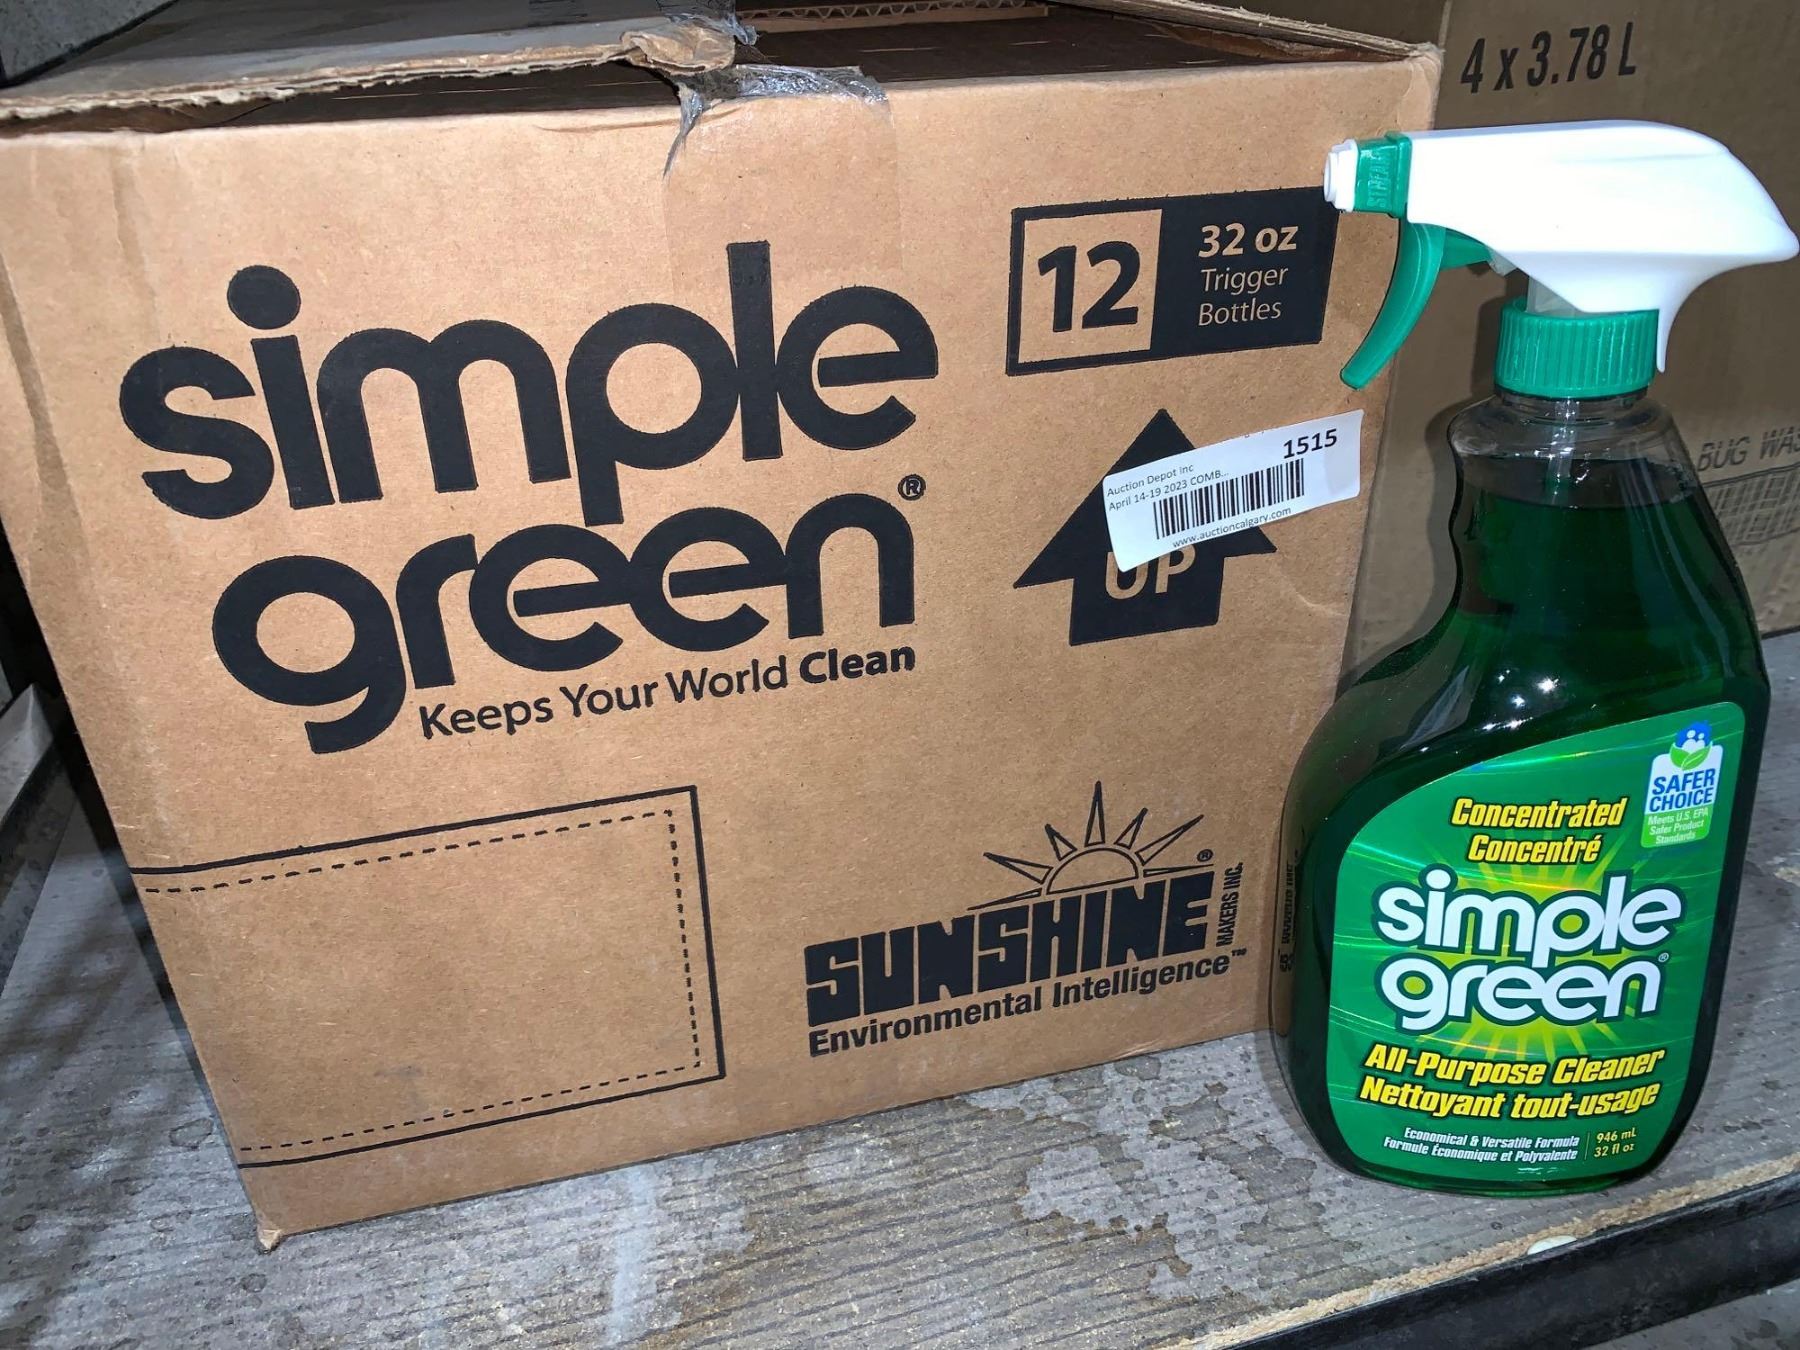 4 x 3.78 L
simple
green®
Keeps Your World Clean
12
32 oz
Trigger
Bottles
1515
Auction Depot Inc
April 14-19 2023 COMB...
www.auctioncalgary.com
UP
BUG WAS
SUNSHINE®
MAKERS INC.
Environmental Intelligence™
SAFER
CHOICE
Meets U.S. EPA
Safer Product
Standards
Concentrated
Concentré
simple
green®
All-Purpose Cleaner
Nettoyant tout-usage
Economical & Versatile Formula
Formule Économique et Polyvalente
946 mL
32 fl oz